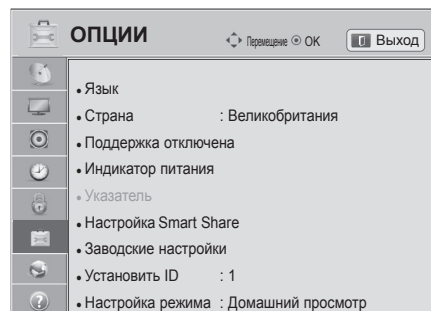 ОПЦИИ
Перемещение OK
Выход
• Язык
• Страна : Великобритания
• Поддержка отключена
• Индикатор питания
• Указатель
• Настройка Smart Share
• Заводские настройки
• Установить ID : 1
• Настройка режима : Домашний просмотр